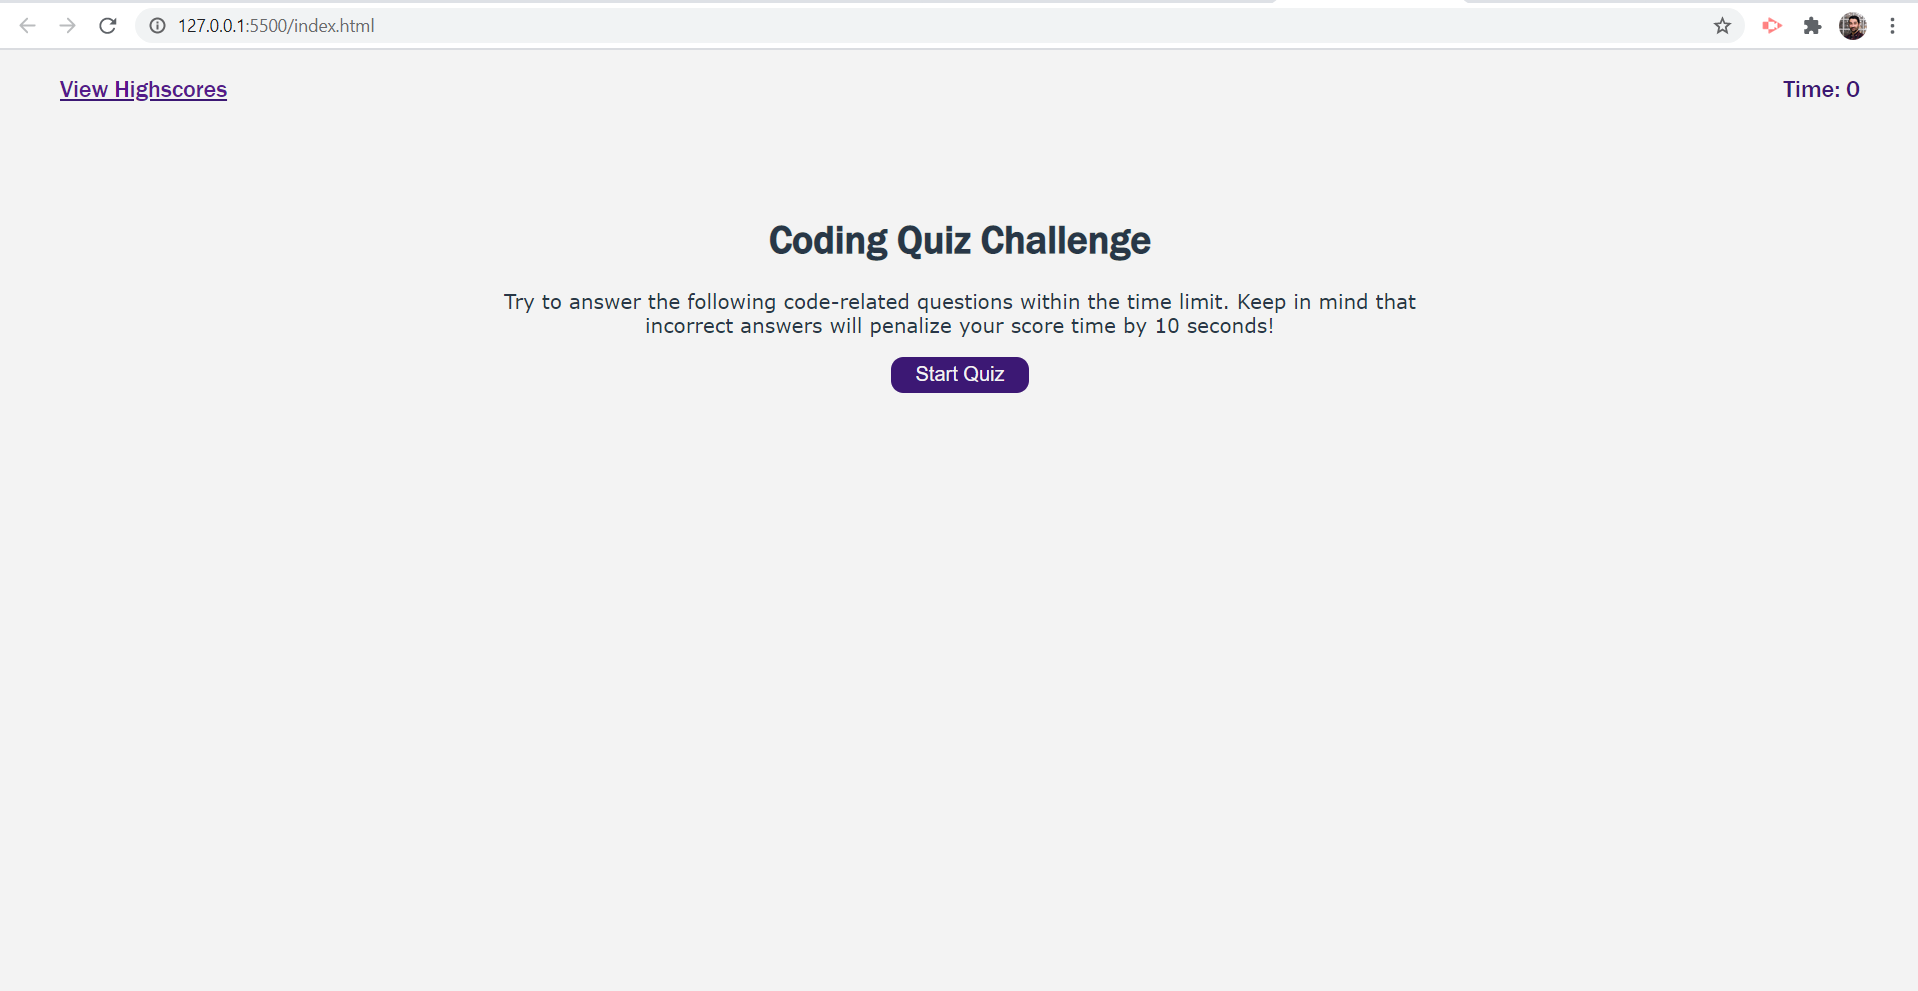 127.0.0.1:5500/index.html
View Highscores
Time: 0
Coding Quiz Challenge
Try to answer the following code-related questions within the time limit. Keep in mind that
incorrect answers will penalize your score time by 10 seconds!
Start Quiz